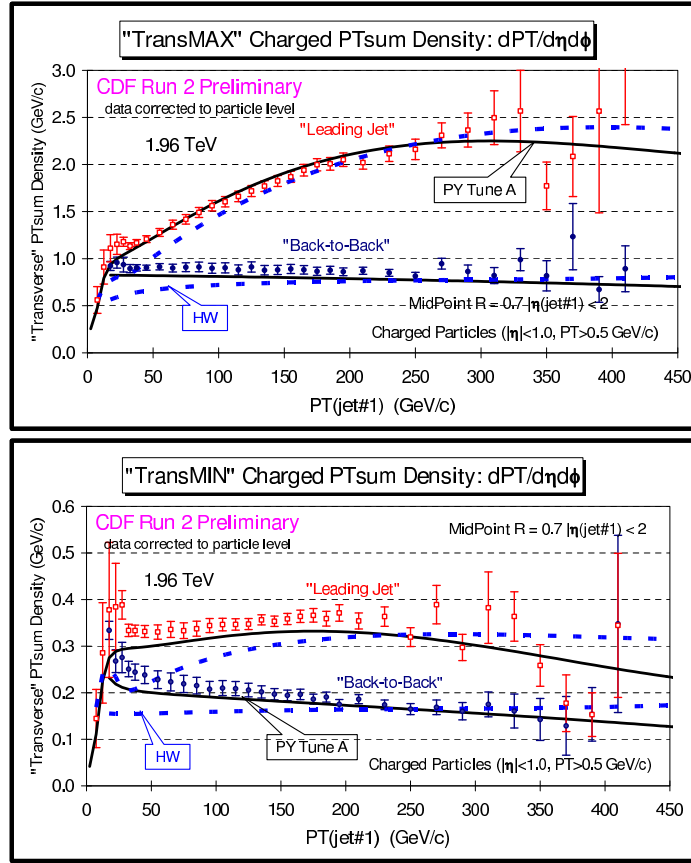 "TransMAX" Charged PTsum Density: dPT/dηdϕ
CDF Run 2 Preliminary
data corrected to particle level
1.96 TeV
"Leading Jet"
PY Tune A
"Back-to-Back"
HW
MidPoint R = 0.7 |η(jet#1) < 2
Charged Particles (|η|<1.0, PT>0.5 GeV/c)
"Transverse" PTsum Density (GeV/c)
3.0
2.5
2.0
1.5
1.0
0.5
0.0
0 50 100 150 200 250 300 350 400 450
PT(jet#1) (GeV/c)
"TransMIN" Charged PTsum Density: dPT/dηdϕ
CDF Run 2 Preliminary
data corrected to particle level
MidPoint R = 0.7 |η(jet#1) < 2
1.96 TeV
"Leading Jet"
"Back-to-Back"
HW
PY Tune A
Charged Particles (|η|<1.0, PT>0.5 GeV/c)
"Transverse" PTsum Density (GeV/c)
0.6
0.5
0.4
0.3
0.2
0.1
0.0
0 50 100 150 200 250 300 350 400 450
PT(jet#1) (GeV/c)